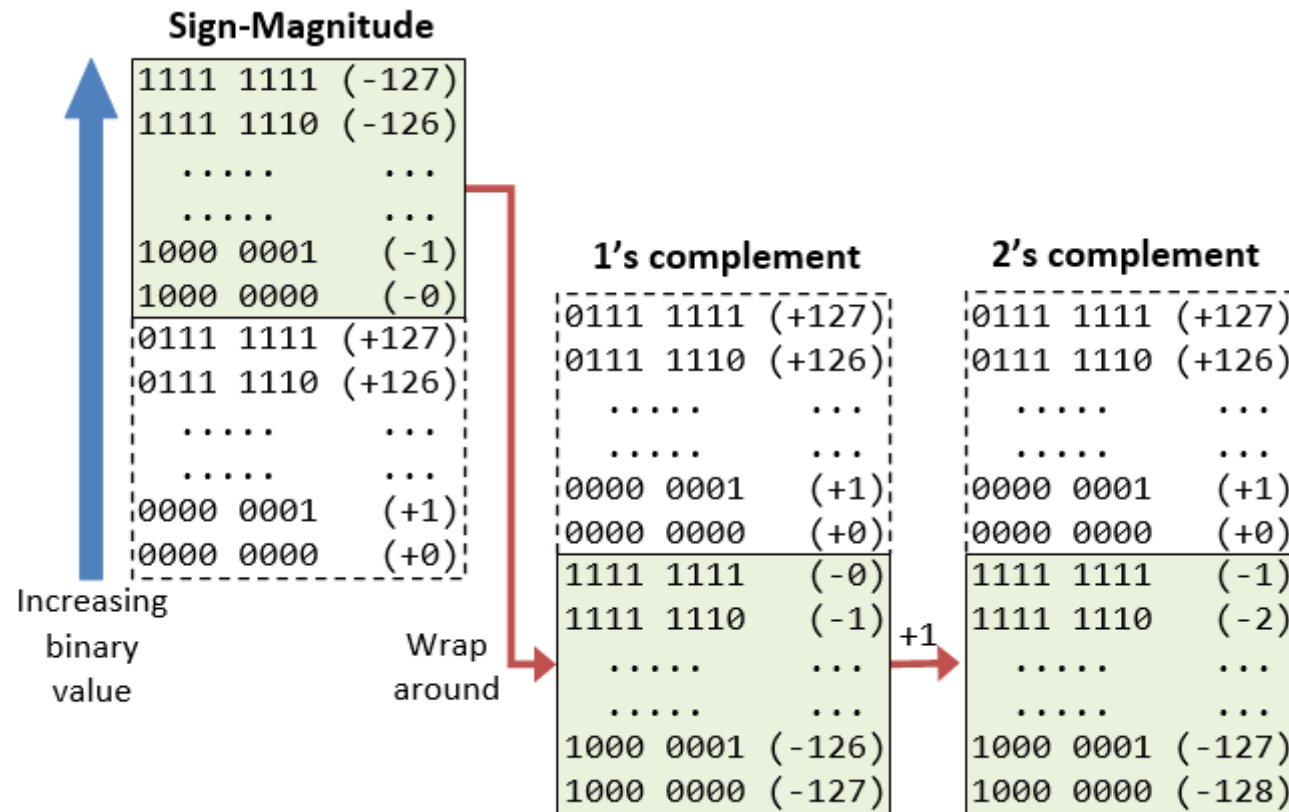 Sign-Magnitude
1111 1111 (-127)
1111 1110 (-126)
..... ...
..... ...
1000 0001 (-1)
1000 0000 (-0)
0111 1111 (+127)
0111 1110 (+126)
..... ...
..... ...
0000 0001 (+1)
0000 0000 (+0)
Increasing
binary
value
Wrap
around
1's complement
0111 1111 (+127)
0111 1110 (+126)
..... ...
..... ...
0000 0001 (+1)
0000 0000 (+0)
1111 1111 (-0)
1111 1110 (-1)
..... ...
..... ...
1000 0001 (-126)
1000 0000 (-127)
+1
2's complement
0111 1111 (+127)
0111 1110 (+126)
..... ...
..... ...
0000 0001 (+1)
0000 0000 (+0)
1111 1111 (-1)
1111 1110 (-2)
..... ...
..... ...
1000 0001 (-127)
1000 0000 (-128)